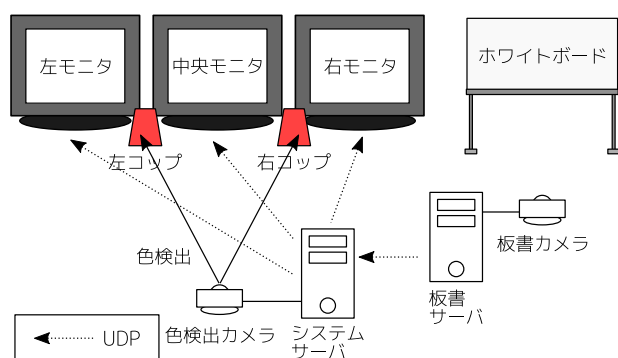 左モニタ
中央モニタ
右モニタ
ホワイトボード
左コップ
右コップ
色検出
板書カメラ
板書
サーバ
色検出カメラ
システム
サーバ
UDP